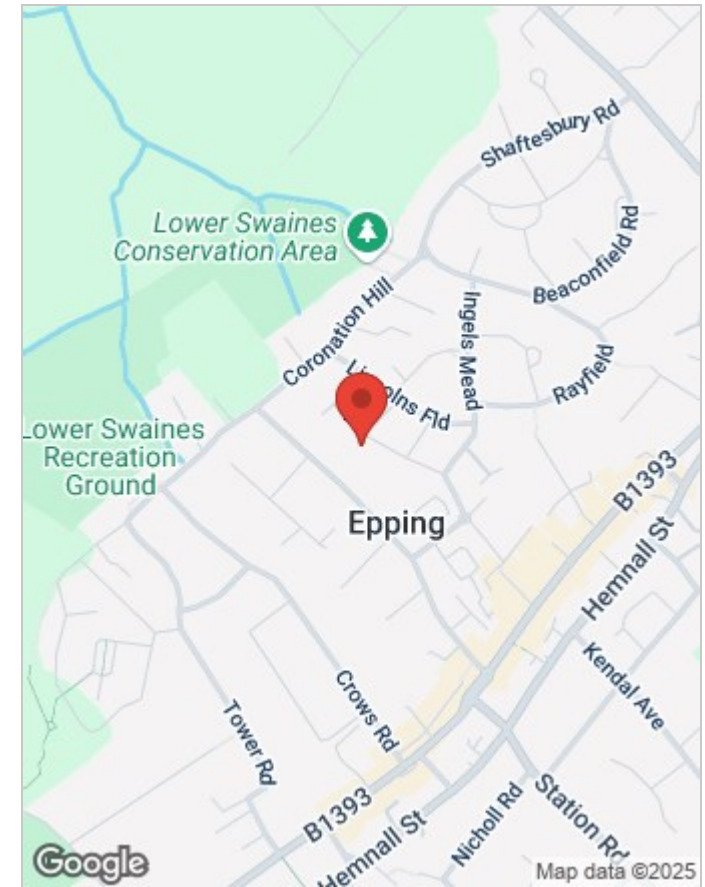 Shaftesbury Rd
Lower Swaines
Conservation Area
Beaconfield Rd
Coronation Hill
Ingels Mead
Lincolns Fld
Rayfield
Lower Swaines
Recreation
Ground
B1393
Epping
Hemnall St
Kendal Ave
Crows Rd
Tower Rd
Station Rd
Nicholl Rd
B1393
Hemnall St
Google
Map data ©2025